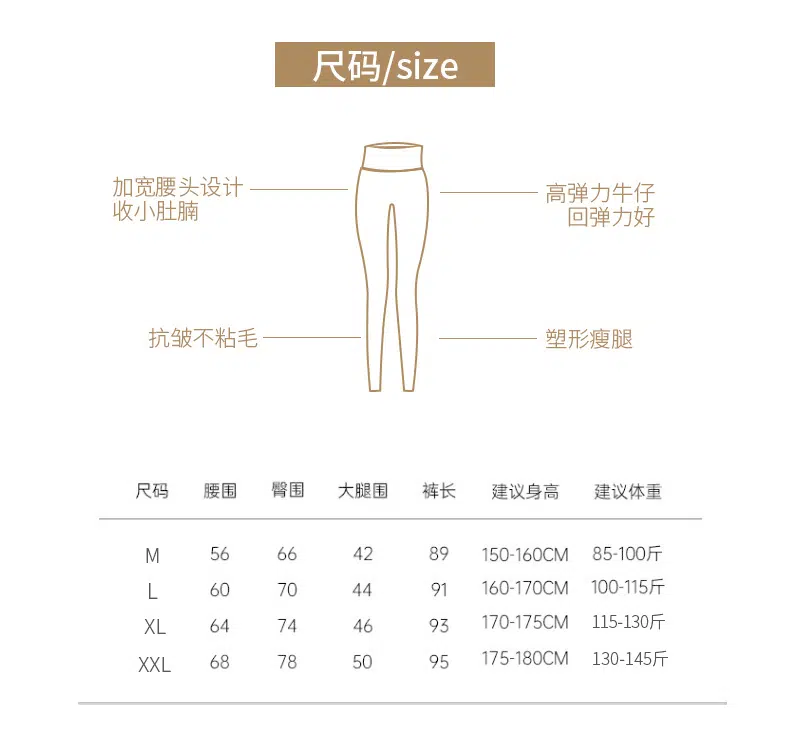 尺码/size
加宽腰头设计
收小肚腩
高弹力牛仔
回弹力好
抗皱不粘毛
塑形瘦腿
尺码 腰围 臀围 大腿围 裤长 建议身高 建议体重
M 56 66 42 89 150-160CM 85-100斤
L 60 70 44 91 160-170CM 100-115斤
XL 64 74 46 93 170-175CM 115-130斤
XXL 68 78 50 95 175-180CM 130-145斤